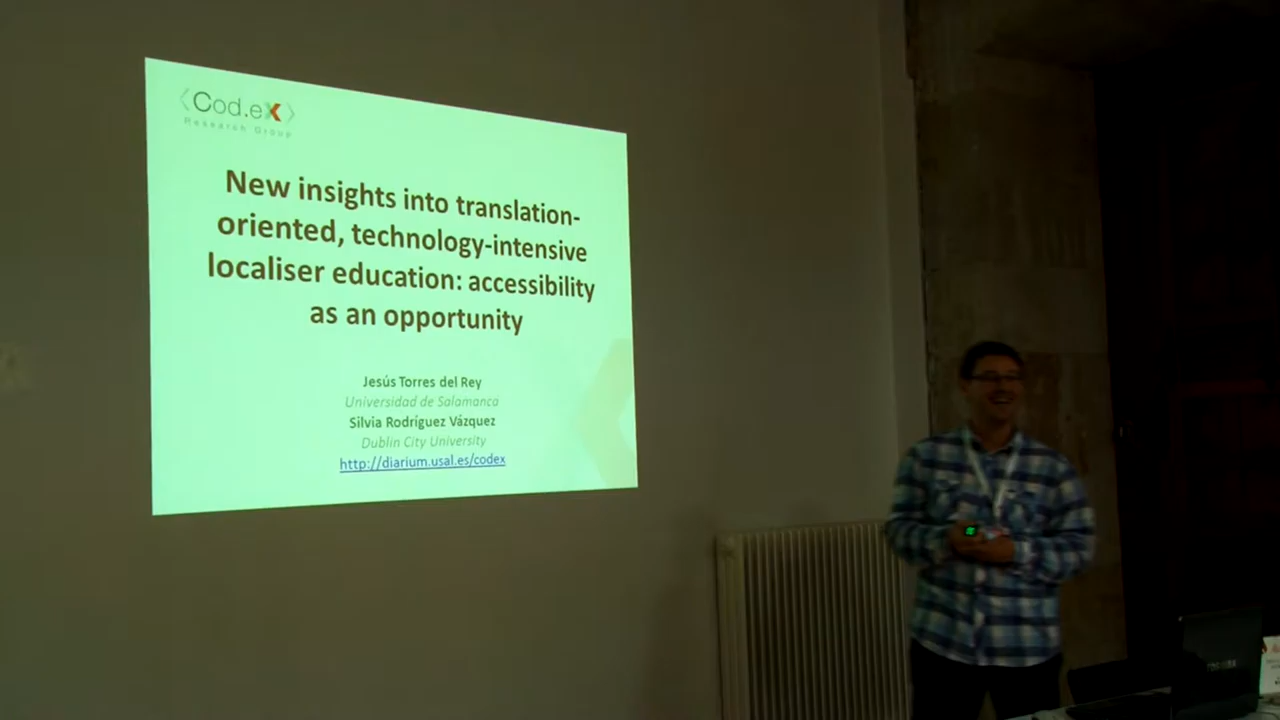 <Cod.eX>
Research Group
New insights into translation-
oriented, technology-intensive
localiser education: accessibility
as an opportunity
Jesús Torres del Rey
Universidad de Salamanca
Silvia Rodríguez Vázquez
Dublin City University
http://diarium.usal.es/codex
TOSHIBA